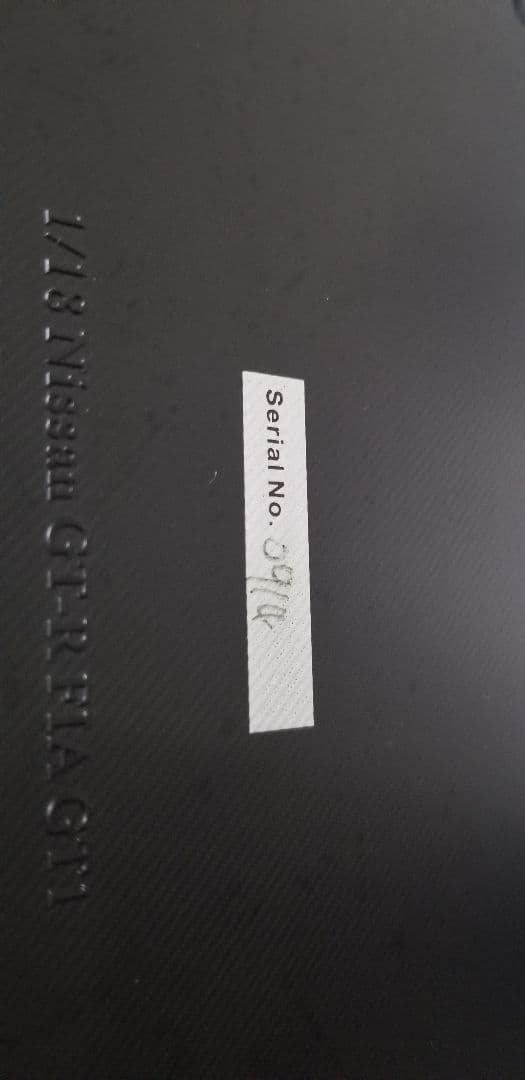 Serial No.
1/18 Nissan GT-R FIA GT1